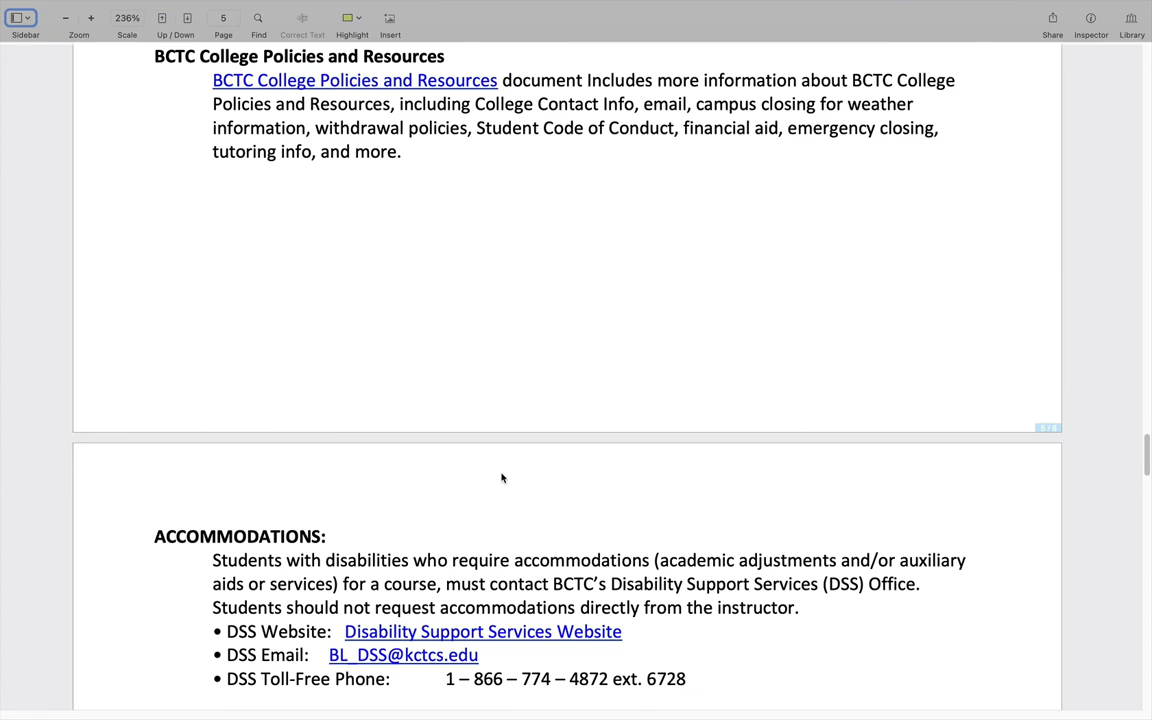 236%
5
Sidebar
Zoom
Scale
Up / Down
Page
Find
Correct Text
Highlight
Insert
Share
Inspector
Library
BCTC College Policies and Resources
BCTC College Policies and Resources document Includes more information about BCTC College
Policies and Resources, including College Contact Info, email, campus closing for weather
information, withdrawal policies, Student Code of Conduct, financial aid, emergency closing,
tutoring info, and more.
5 / 8
ACCOMMODATIONS:
Students with disabilities who require accommodations (academic adjustments and/or auxiliary
aids or services) for a course, must contact BCTC’s Disability Support Services (DSS) Office.
Students should not request accommodations directly from the instructor.
• DSS Website: Disability Support Services Website
• DSS Email: BL_DSS@kctcs.edu
• DSS Toll-Free Phone: 1 – 866 – 774 – 4872 ext. 6728